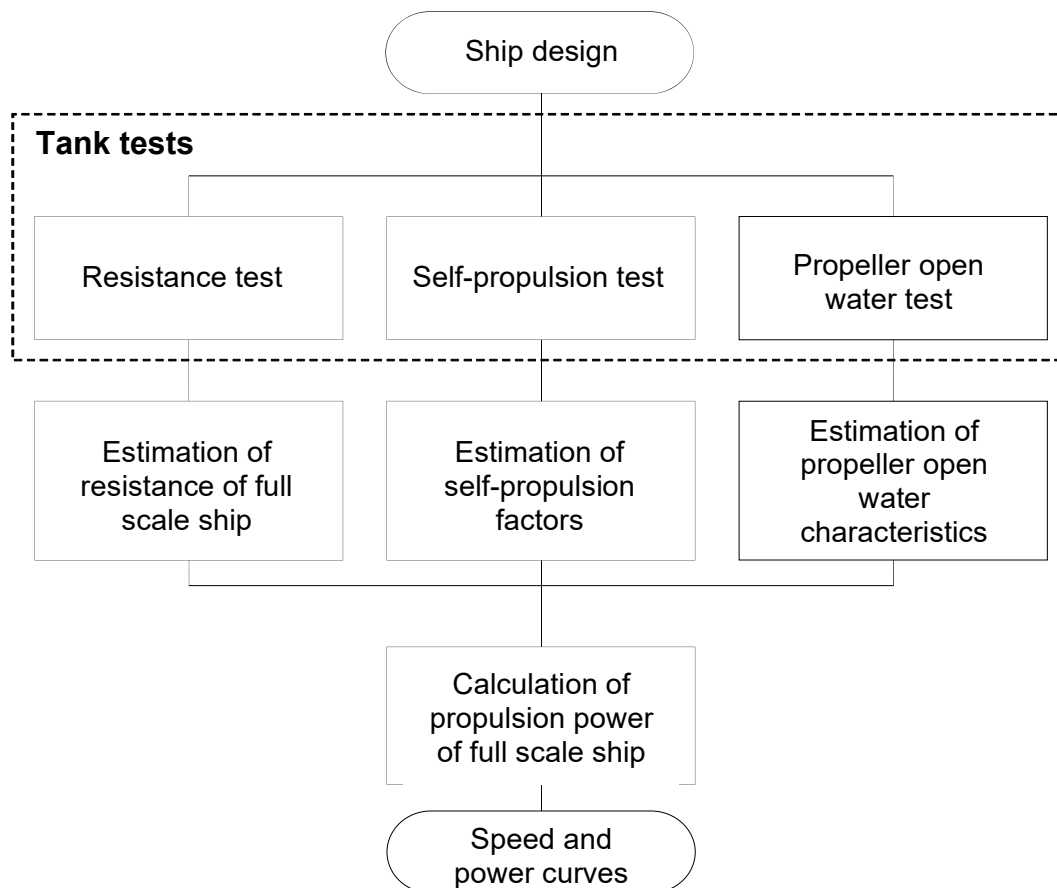 Ship design
Tank tests
Resistance test
Self-propulsion test
Propeller open
water test
Estimation of
resistance of full
scale ship
Estimation of
self-propulsion
factors
Estimation of
propeller open
water
characteristics
Calculation of
propulsion power
of full scale ship
Speed and
power curves